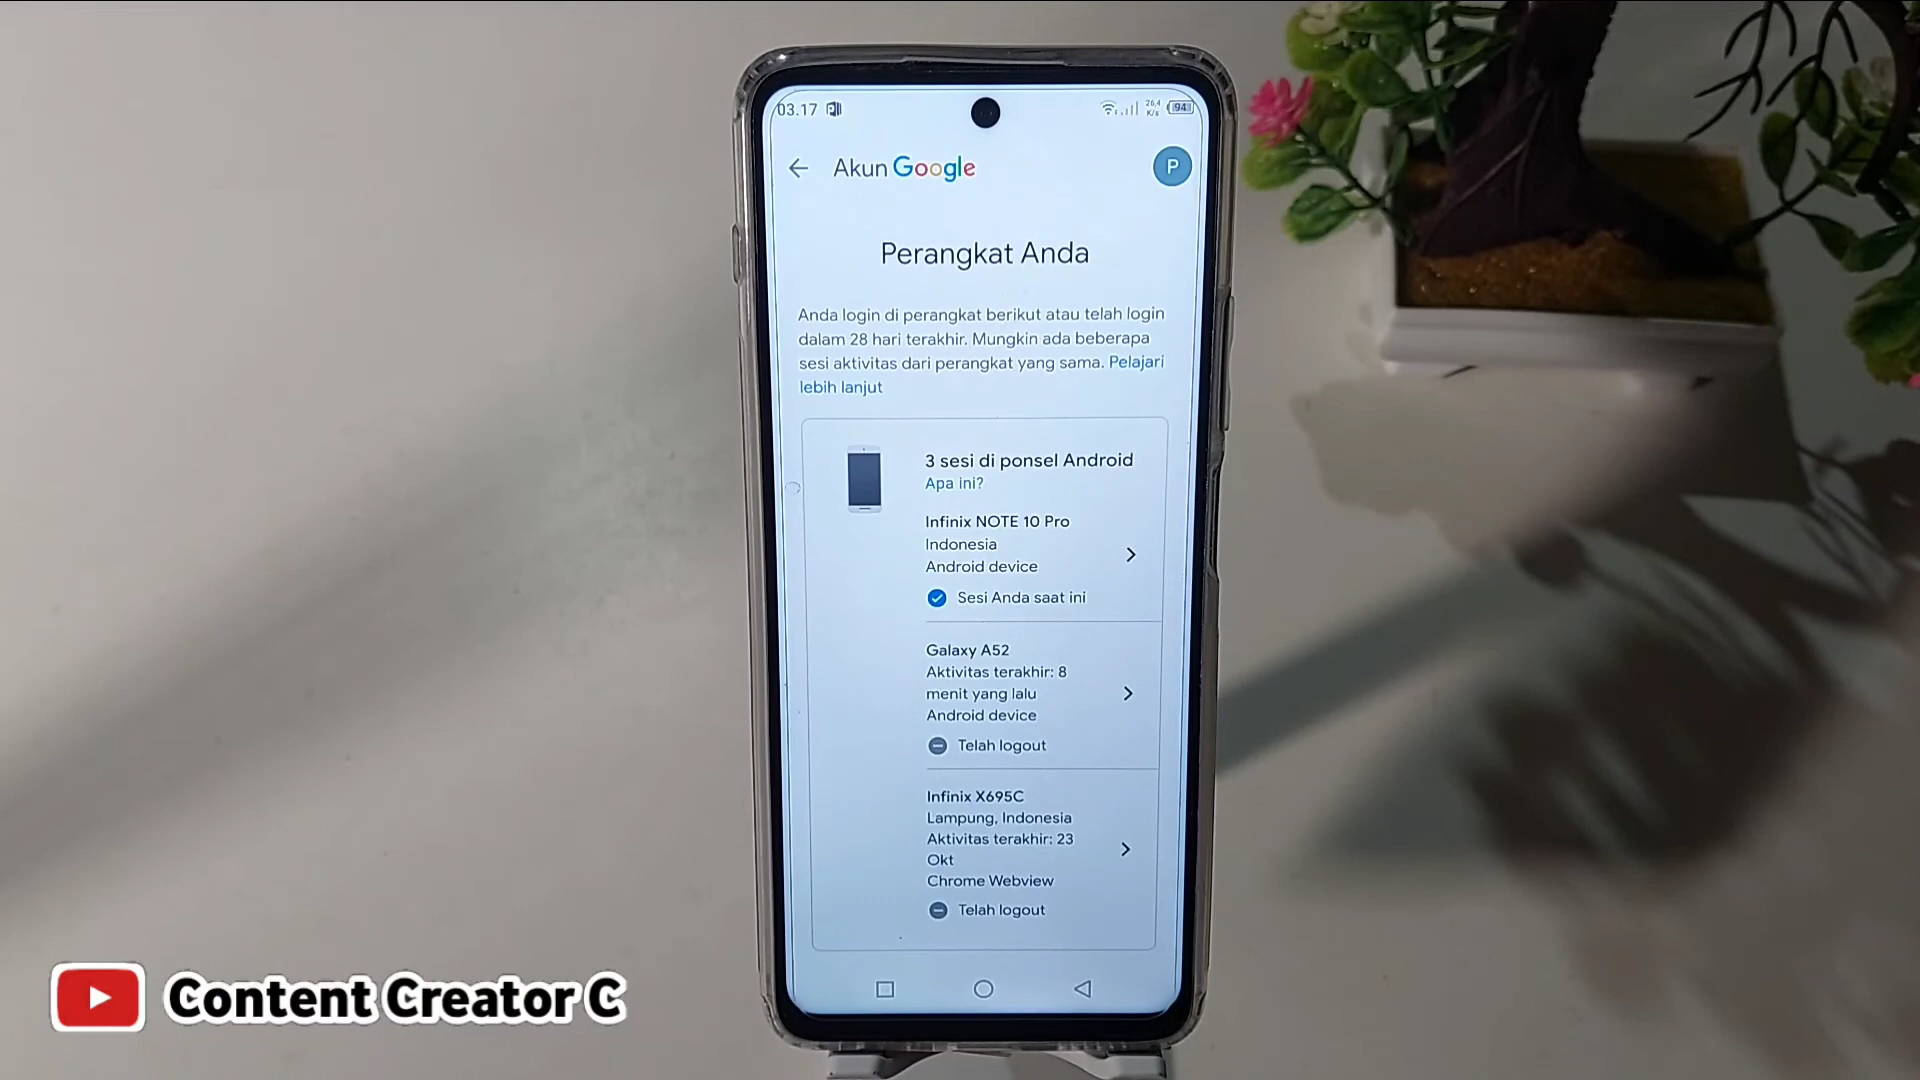 03.17
26,4
K/s
94
Akun Google
P
Perangkat Anda
Anda login di perangkat berikut atau telah login
dalam 28 hari terakhir. Mungkin ada beberapa
sesi aktivitas dari perangkat yang sama. Pelajari
lebih lanjut
3 sesi di ponsel Android
Apa ini?
Infinix NOTE 10 Pro
Indonesia
Android device
Sesi Anda saat ini
Galaxy A52
Aktivitas terakhir: 8
menit yang lalu
Android device
Telah logout
Infinix X695C
Lampung, Indonesia
Aktivitas terakhir: 23
Okt
Chrome Webview
Telah logout
Content Creator C